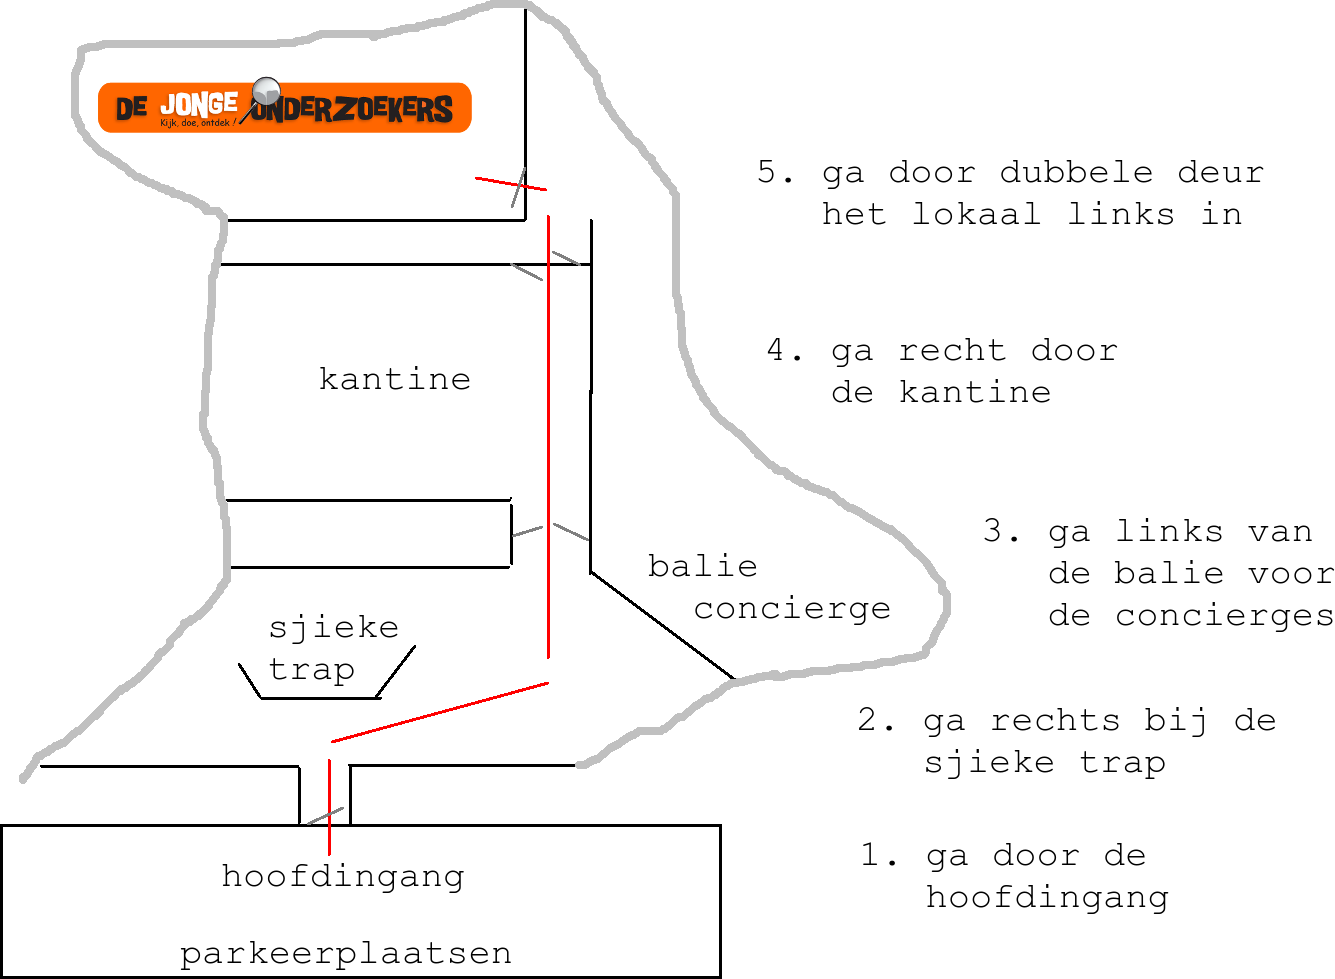 DE JONGE ONDERZOEKERS
Kijk, doe, ontdek !
5. ga door dubbele deur
het lokaal links in
4. ga recht door
de kantine
kantine
3. ga links van
de balie voor
de concierges
balie
concierge
sjieke
trap
2. ga rechts bij de
sjieke trap
1. ga door de
hoofdingang
hoofdingang
parkeerplaatsen